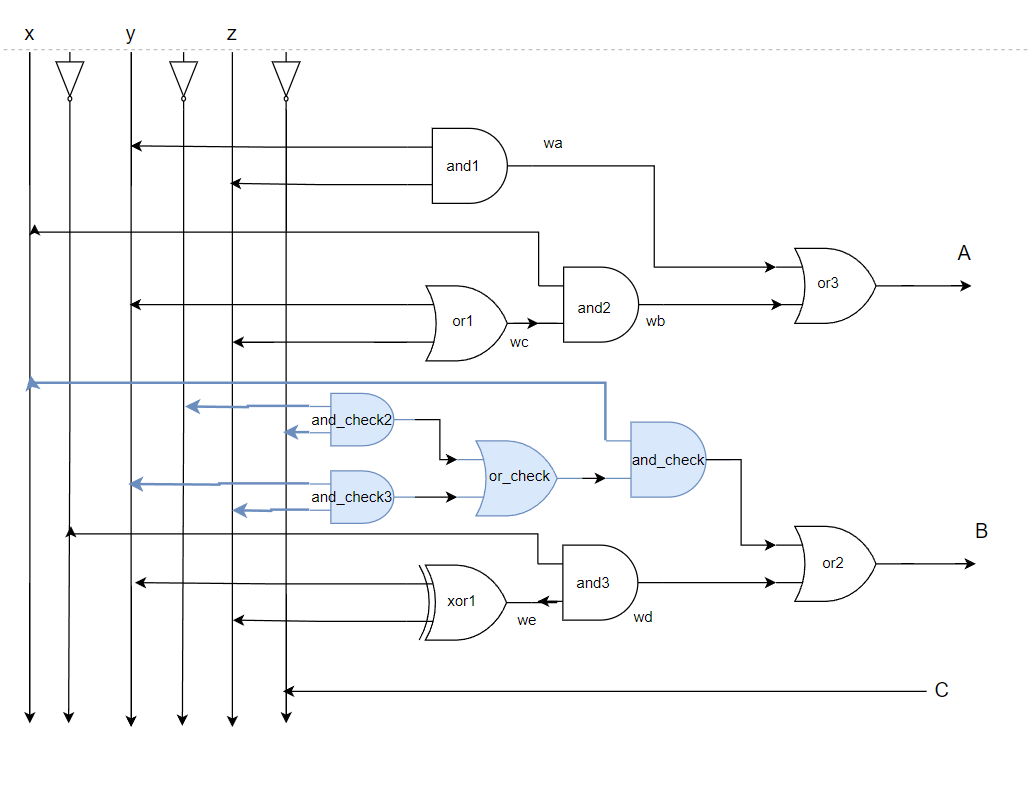 x y z
and1
wa
A
or3
and2
or1
wb
wc
and_check2
and_check
or_check
and_check3
B
or2
and3
xor1
wd
we
C